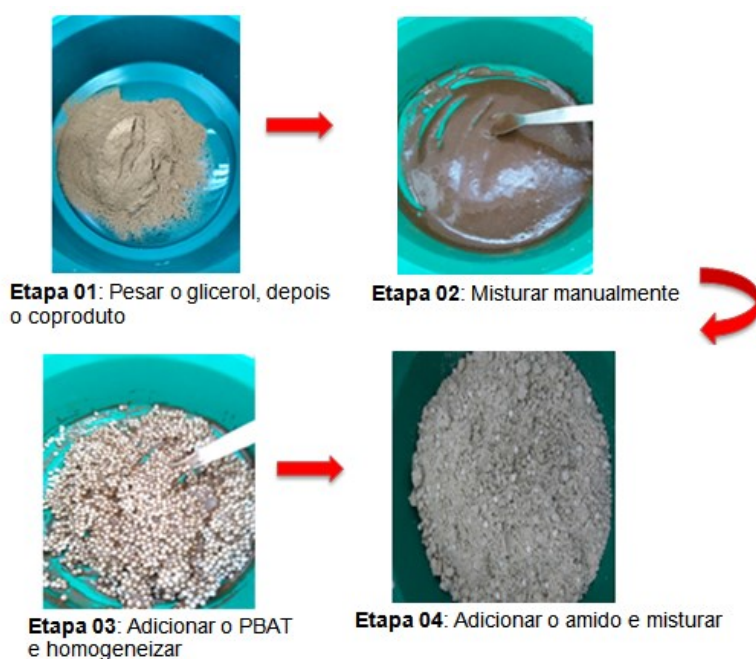 Etapa 01: Pesar o glicerol, depois
o coproduto
Etapa 02: Misturar manualmente
Etapa 03: Adicionar o PBAT
e homogeneizar
Etapa 04: Adicionar o amido e misturar